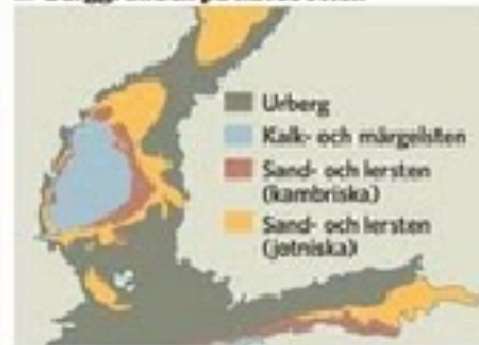 Urberg
Kalk- och märgelsten
Sand- och lersten
(kambriska)
Sand- och lersten
(jotniska)